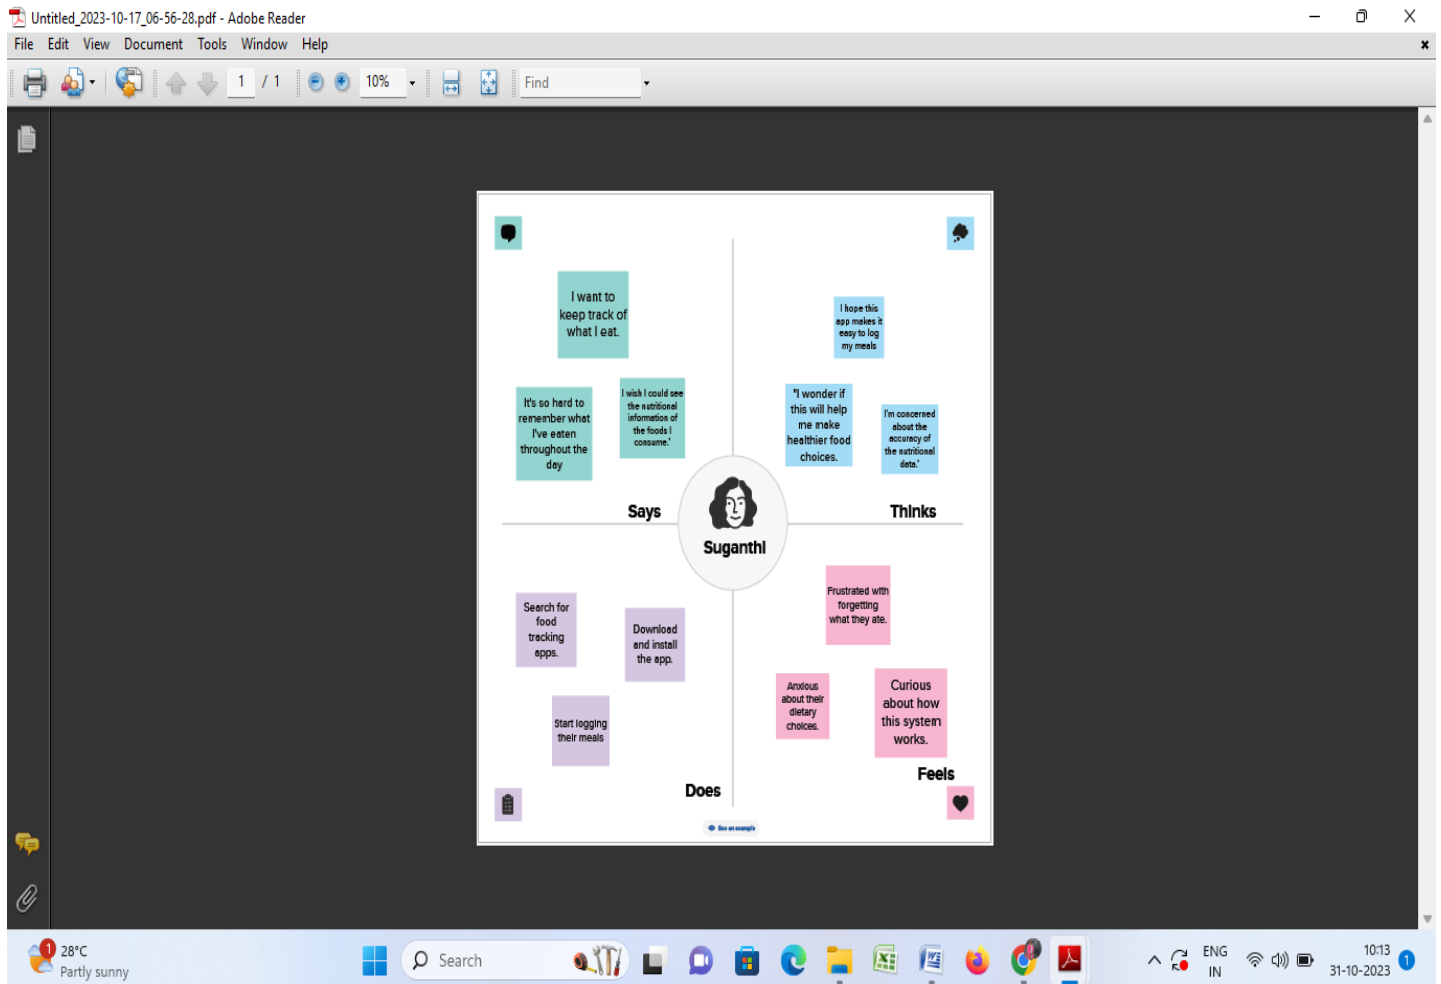 Untitled_2023-10-17_06-56-28.pdf - Adobe Reader
File Edit View Document Tools Window Help
1 / 1 10% Find
I want to
keep track of
what I eat.
It's so hard to
remember what
I've eaten
throughout the
day
I wish I could see
the nutritional
information of
the foods I
consume."
Says
I hope this
app makes it
easy to log
my meals
"I wonder if
this will help
me make
healthier food
choices.
I'm concerned
about the
accuracy of
the nutritional
data."
Thinks
Suganthi
Search for
food
tracking
apps.
Download
and install
the app.
Start logging
their meals
Does
Frustrated with
forgetting
what they ate.
Anxious
about their
dietary
choices.
Curious
about how
this system
works.
Feels
See an example
1
28°C
Partly sunny
Search
ENG
IN
10:13
31-10-2023
1